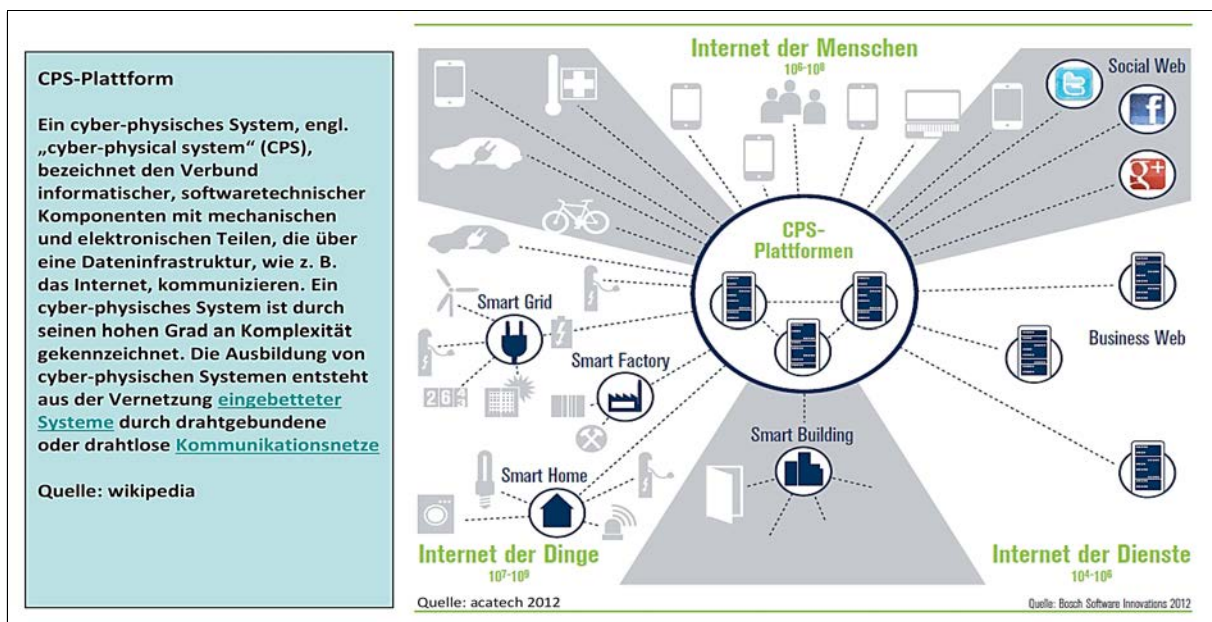 CPS-Plattform
Ein cyber-physisches System, engl.
„cyber-physical system“ (CPS),
bezeichnet den Verbund
informatischer, softwaretechnischer
Komponenten mit mechanischen
und elektronischen Teilen, die über
eine Dateninfrastruktur, wie z. B.
das Internet, kommunizieren. Ein
cyber-physisches System ist durch
seinen hohen Grad an Komplexität
gekennzeichnet. Die Ausbildung von
cyber-physischen Systemen entsteht
aus der Vernetzung eingebetteter
Systeme durch drahtgebundene
oder drahtlose Kommunikationsnetze
Quelle: wikipedia
Internet der Menschen
10⁶-10⁸
Social Web
CPS-
Plattformen
Smart Grid
Smart Factory
Business Web
Smart Building
Smart Home
Internet der Dinge
10⁷-10⁹
Internet der Dienste
10⁴-10⁶
Quelle: acatech 2012
Quelle: Bosch Software Innovations 2012